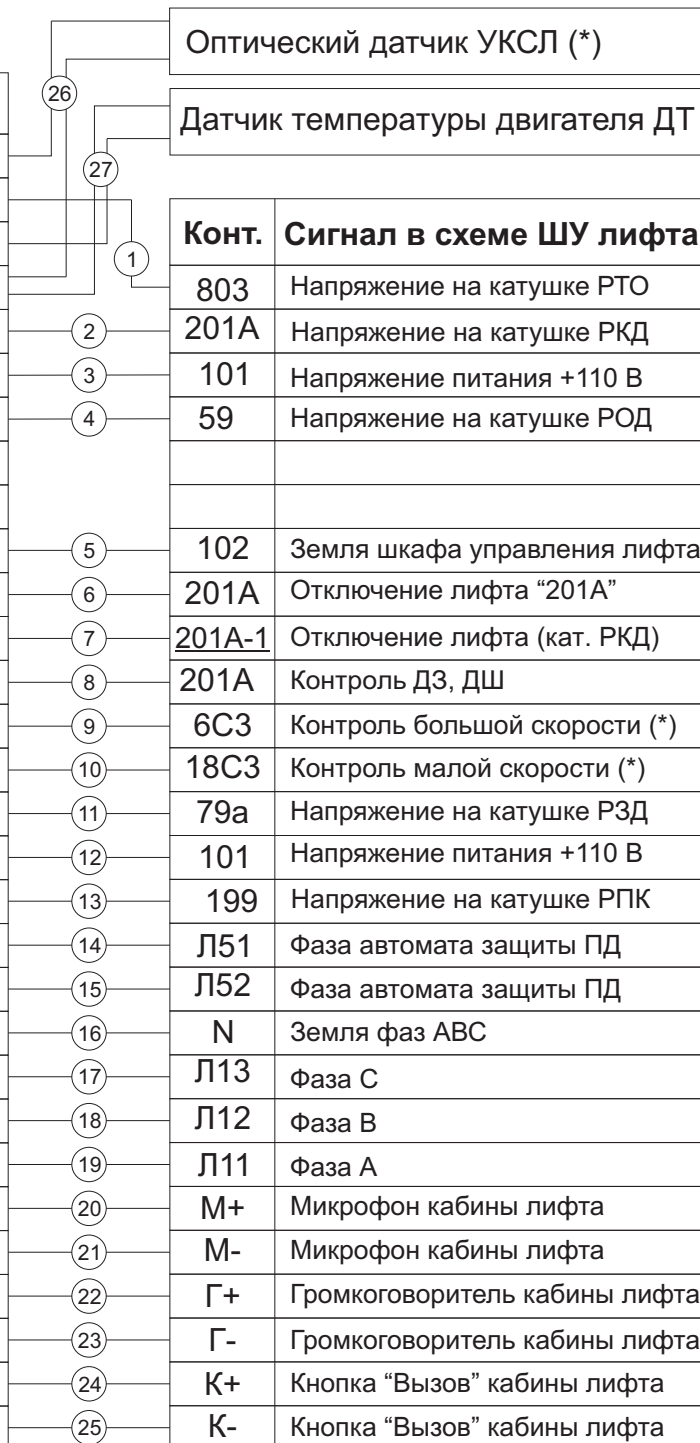 Оптический датчик УКСЛ (*)
26
Датчик температуры двигателя ДТ
27
Конт. Сигнал в схеме ШУ лифта
1 803 Напряжение на катушке РТО
2 201А Напряжение на катушке РКД
3 101 Напряжение питания +110 В
4 59 Напряжение на катушке РОД
5 102 Земля шкафа управления лифта
6 201А Отключение лифта “201А”
7 201А-1 Отключение лифта (кат. РКД)
8 201А Контроль ДЗ, ДШ
9 6С3 Контроль большой скорости (*)
10 18С3 Контроль малой скорости (*)
11 79а Напряжение на катушке РЗД
12 101 Напряжение питания +110 В
13 199 Напряжение на катушке РПК
14 Л51 Фаза автомата защиты ПД
15 Л52 Фаза автомата защиты ПД
16 N Земля фаз АВС
17 Л13 Фаза С
18 Л12 Фаза В
19 Л11 Фаза А
20 М+ Микрофон кабины лифта
21 М- Микрофон кабины лифта
22 Г+ Громкоговоритель кабины лифта
23 Г- Громкоговоритель кабины лифта
24 К+ Кнопка “Вызов” кабины лифта
25 К- Кнопка “Вызов” кабины лифта